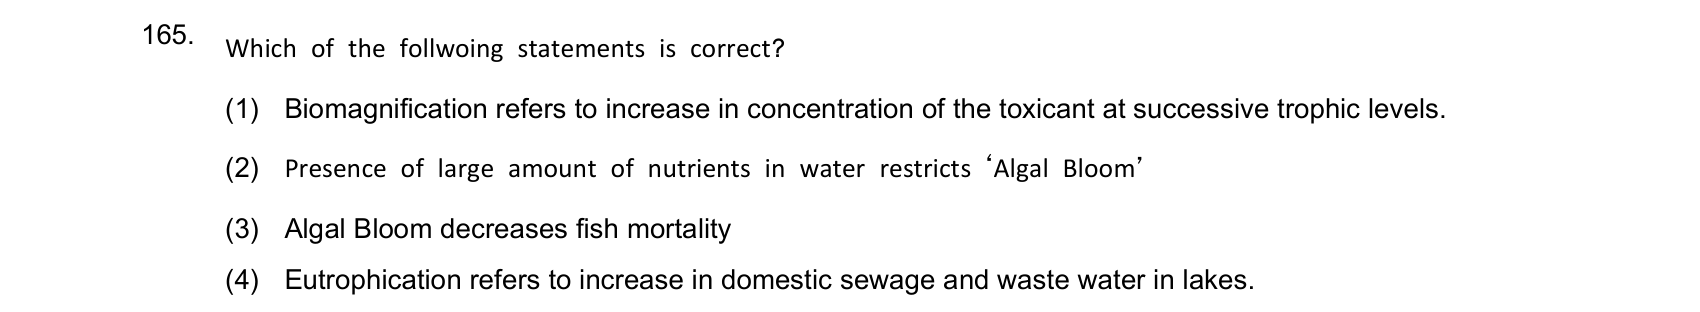 165. Which of the follwoing statements is correct?
(1) Biomagnification refers to increase in concentration of the toxicant at successive trophic levels.
(2) Presence of large amount of nutrients in water restricts ‘Algal Bloom’
(3) Algal Bloom decreases fish mortality
(4) Eutrophication refers to increase in domestic sewage and waste water in lakes.